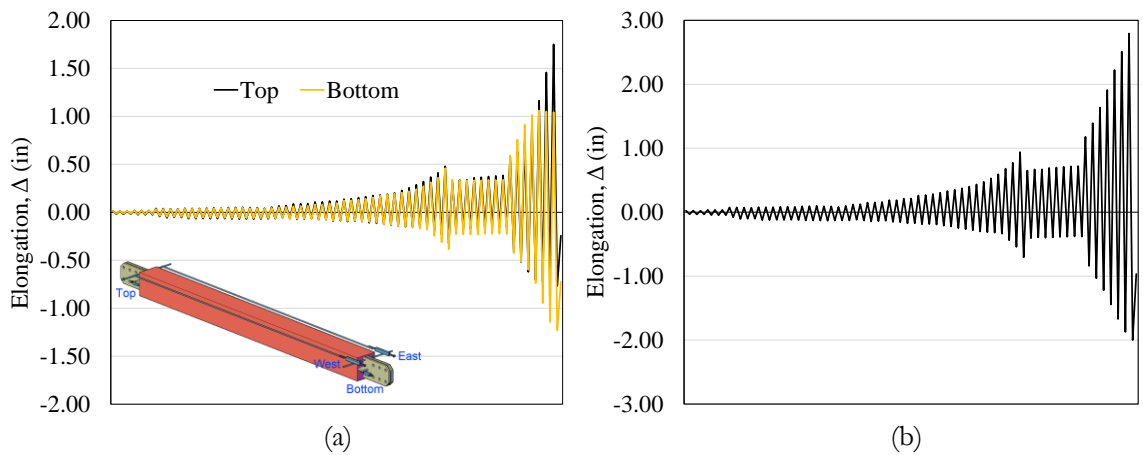 2.00
1.50
1.00
0.50
0.00
-0.50
-1.00
-1.50
-2.00
Elongation, Δ (in)
Top
Bottom
Top
West
East
Bottom
(a)
3.00
2.00
1.00
0.00
-1.00
-2.00
-3.00
Elongation, Δ (in)
(b)